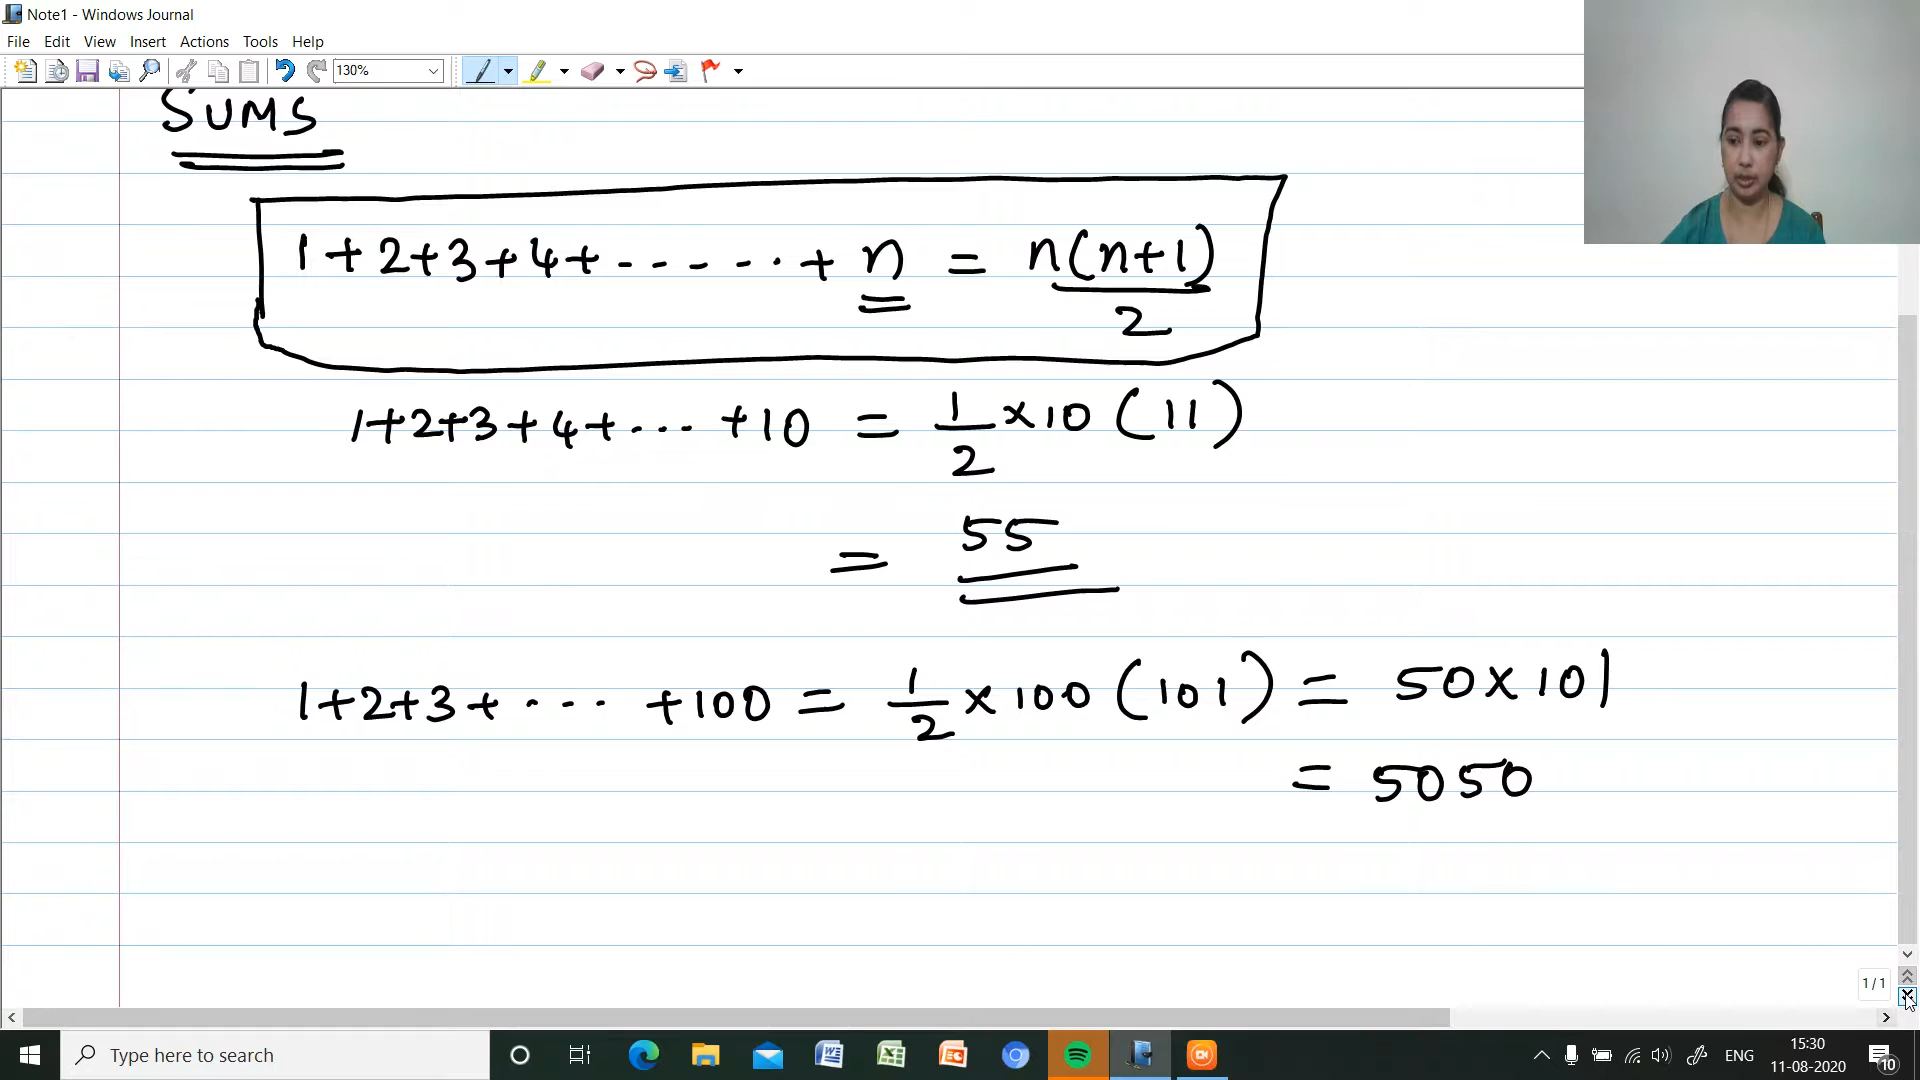 Note1 - Windows Journal
File Edit View Insert Actions Tools Help
130%
SUMS
1+2+3+4+------+ n = n(n+1)/2
1+2+3+4+... +10 = 1/2 ×10 (11)
= 55
1+2+3+ ... +100 = 1/2 × 100 (101) = 50×101
= 5050
1/1
Type here to search
ENG
15:30
11-08-2020
10